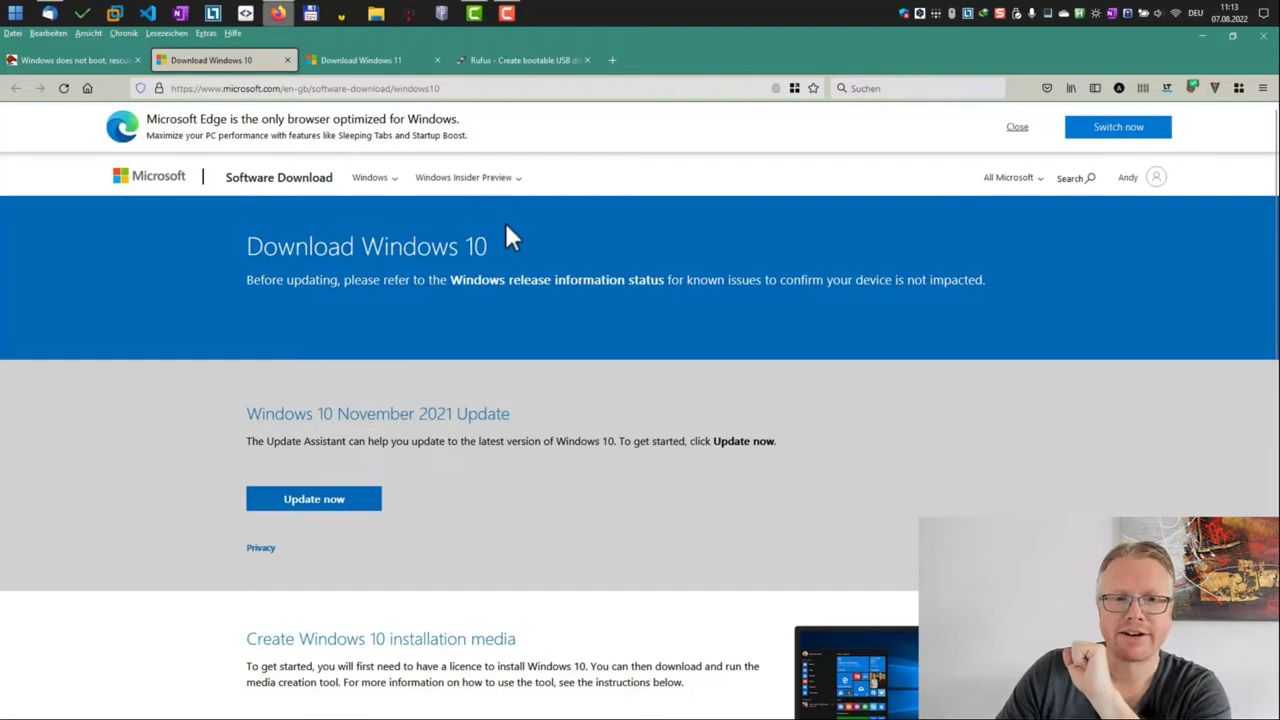 DEU
11:13
07.08.2022
Datei Bearbeiten Ansicht Chronik Lesezeichen Extras Hilfe
Windows does not boot, rescue
Download Windows 10
Download Windows 11
Rufus - Create bootable USB dri
https://www.microsoft.com/en-gb/software-download/windows10
Suchen
Microsoft Edge is the only browser optimized for Windows.
Maximize your PC performance with features like Sleeping Tabs and Startup Boost.
Close
Switch now
Microsoft
Software Download
Windows
Windows Insider Preview
All Microsoft
Search
Andy
Download Windows 10
Before updating, please refer to the Windows release information status for known issues to confirm your device is not impacted.
Windows 10 November 2021 Update
The Update Assistant can help you update to the latest version of Windows 10. To get started, click Update now.
Update now
Privacy
Create Windows 10 installation media
To get started, you will first need to have a licence to install Windows 10. You can then download and run the
media creation tool. For more information on how to use the tool, see the instructions below.